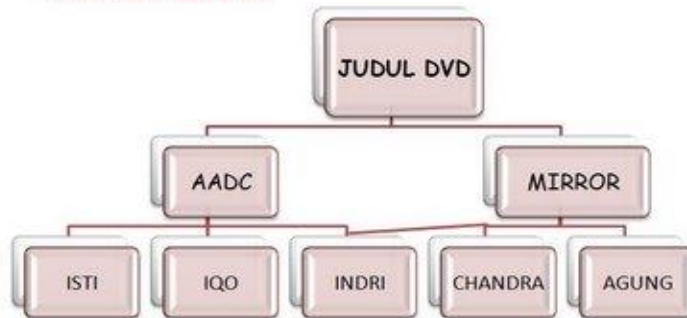 JUDUL DVD
AADC
MIRROR
ISTI
IQO
INDRI
CHANDRA
AGUNG